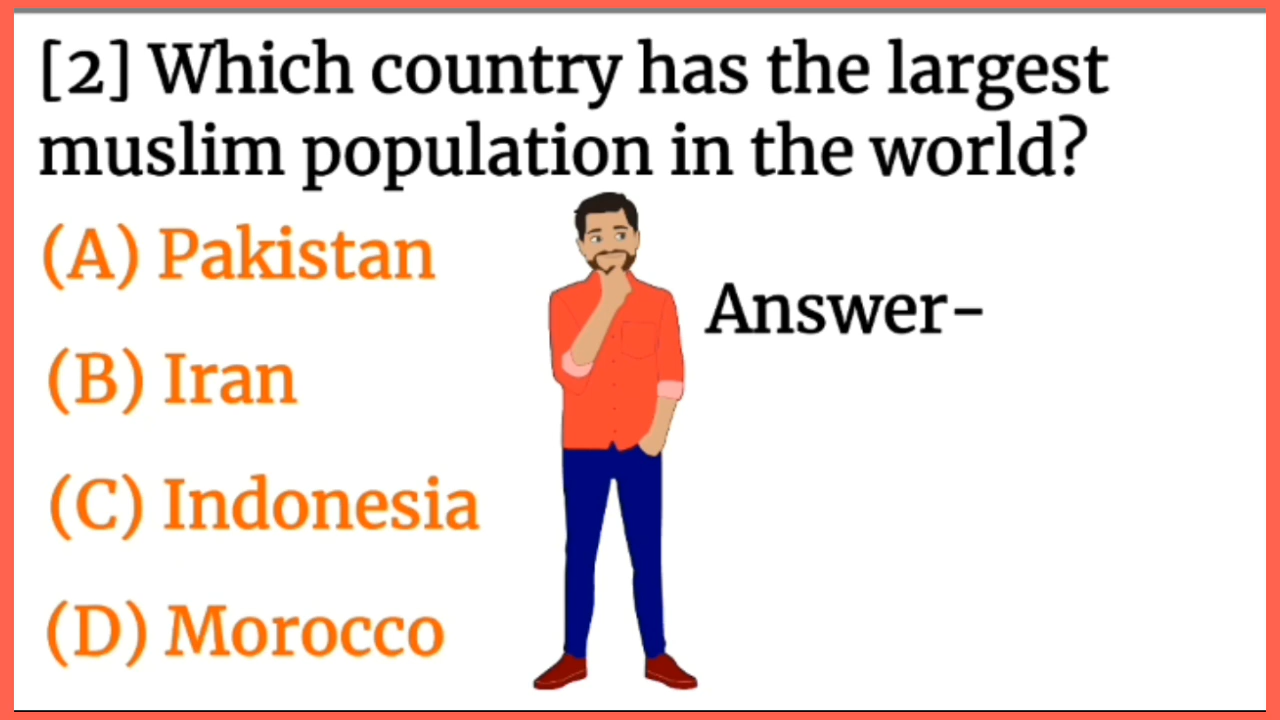 [2] Which country has the largest
muslim population in the world?
(A) Pakistan
(B) Iran
(C) Indonesia
(D) Morocco
Answer-